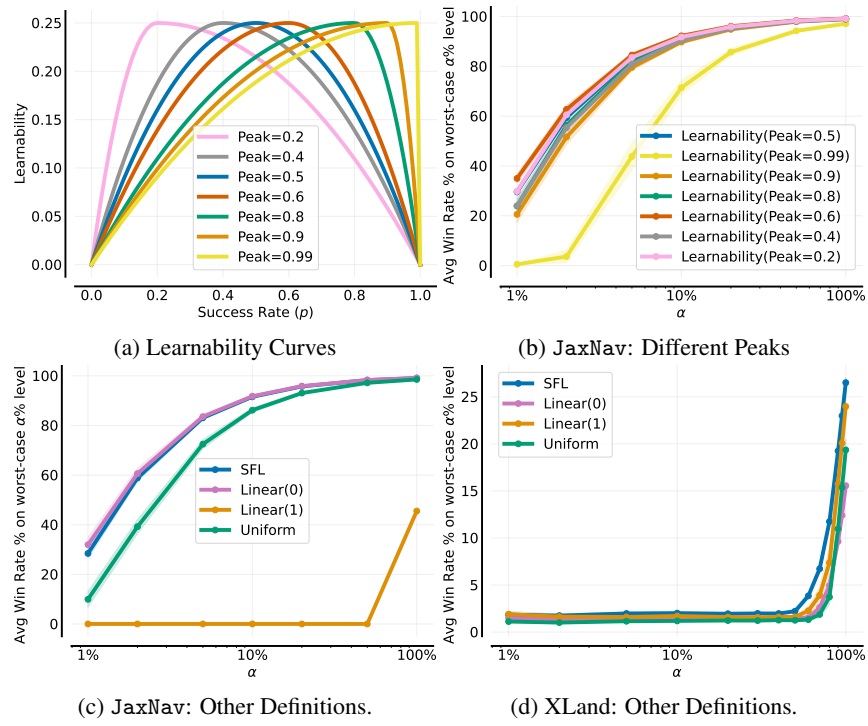 0.25
0.20
0.15
0.10
0.05
0.00
Learnability
Peak=0.2
Peak=0.4
Peak=0.5
Peak=0.6
Peak=0.8
Peak=0.9
Peak=0.99
0.0 0.2 0.4 0.6 0.8 1.0
Success Rate (p)
(a) Learnability Curves
Avg Win Rate % on worst-case α% level
100
80
60
40
20
0
Learnability(Peak=0.5)
Learnability(Peak=0.99)
Learnability(Peak=0.9)
Learnability(Peak=0.8)
Learnability(Peak=0.6)
Learnability(Peak=0.4)
Learnability(Peak=0.2)
1% 10% 100%
α
(b) JaxNav: Different Peaks
Avg Win Rate % on worst-case α% level
100
80
60
40
20
0
SFL
Linear(0)
Linear(1)
Uniform
1% 10% 100%
α
(c) JaxNav: Other Definitions.
Avg Win Rate % on worst-case α% level
25
20
15
10
5
0
SFL
Linear(0)
Linear(1)
Uniform
1% 10% 100%
α
(d) XLand: Other Definitions.